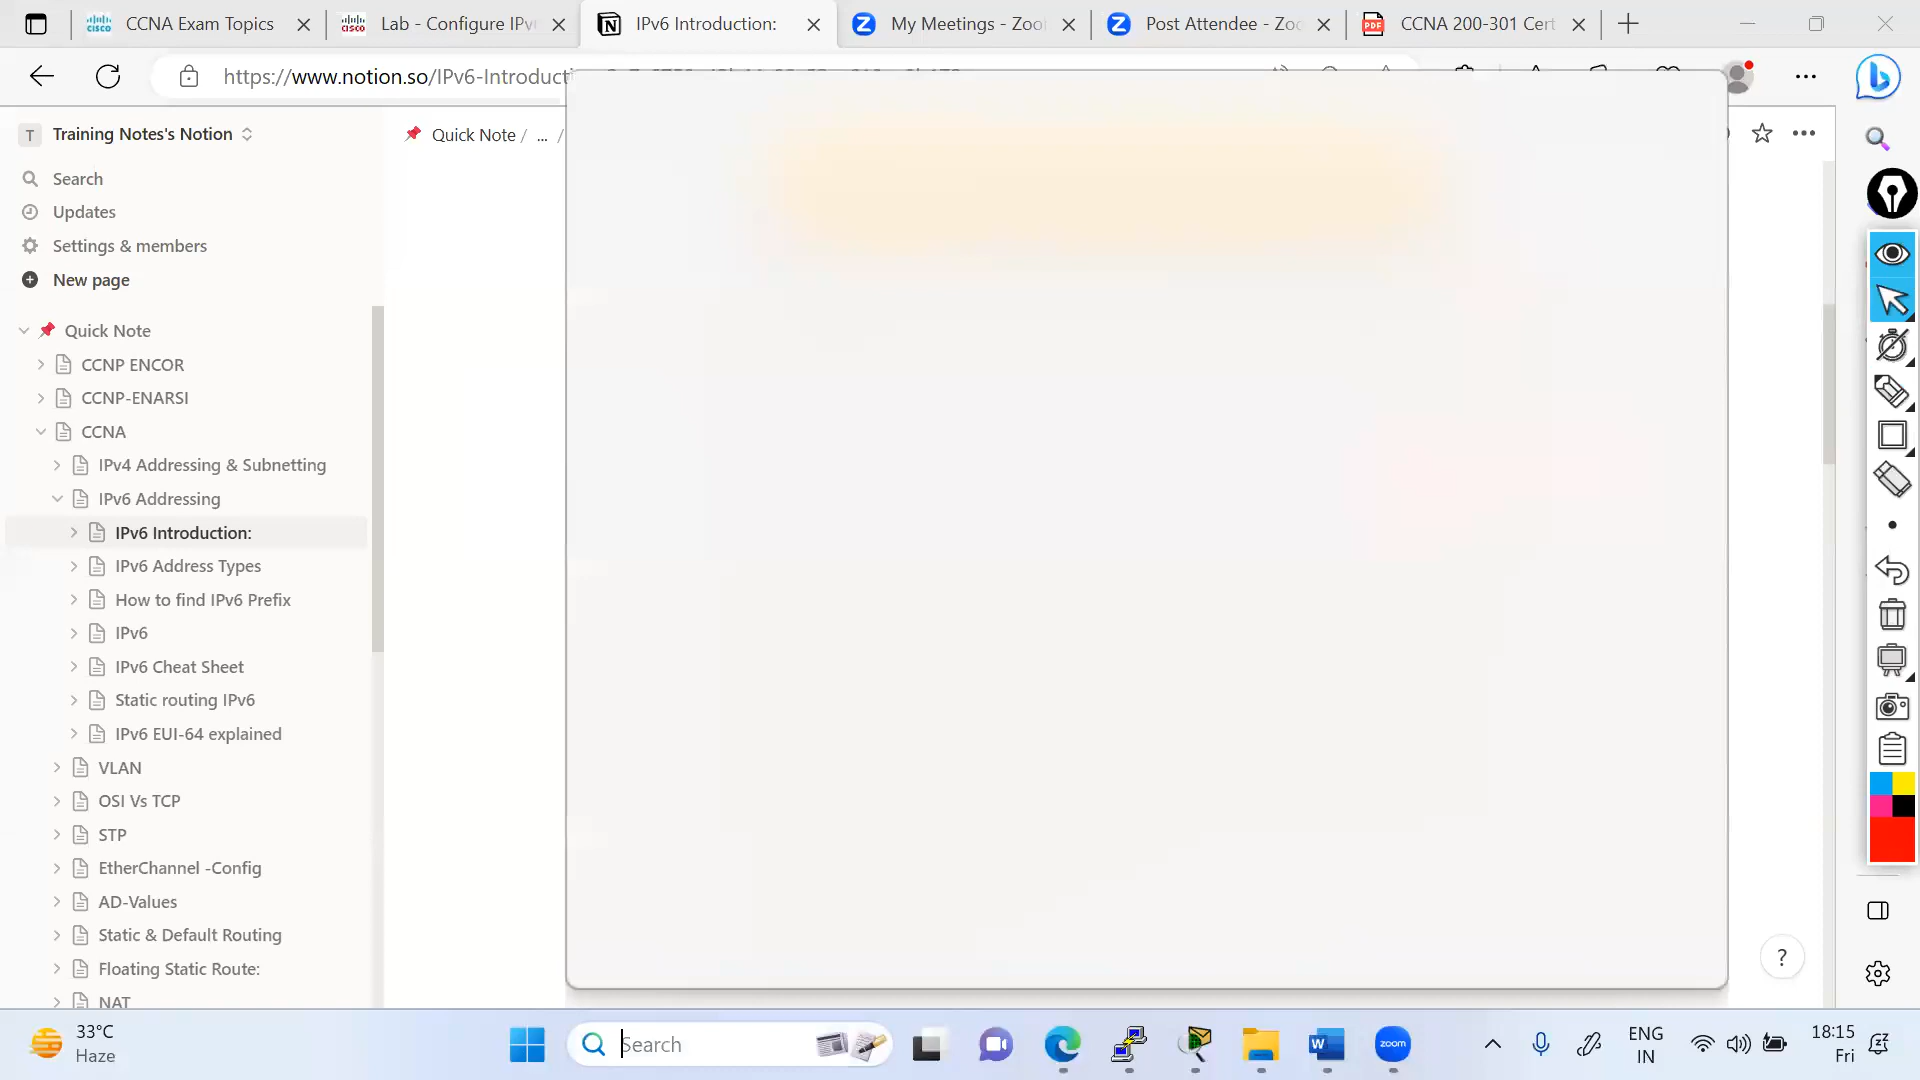 CCNA Exam Topics
Lab - Configure IPv
IPv6 Introduction:
My Meetings - Zoo
Post Attendee - Zo
CCNA 200-301 Cert
https://www.notion.so/IPv6-Introducti
T Training Notes's Notion
Quick Note / ... /
Search
Updates
Settings & members
New page
Quick Note
CCNP ENCOR
CCNP-ENARSI
CCNA
IPv4 Addressing & Subnetting
IPv6 Addressing
IPv6 Introduction:
IPv6 Address Types
How to find IPv6 Prefix
IPv6
IPv6 Cheat Sheet
Static routing IPv6
IPv6 EUI-64 explained
VLAN
OSI Vs TCP
STP
EtherChannel -Config
AD-Values
Static & Default Routing
Floating Static Route:
NAT
?
33°C
Haze
Search
zoom
ENG
IN
18:15
Fri